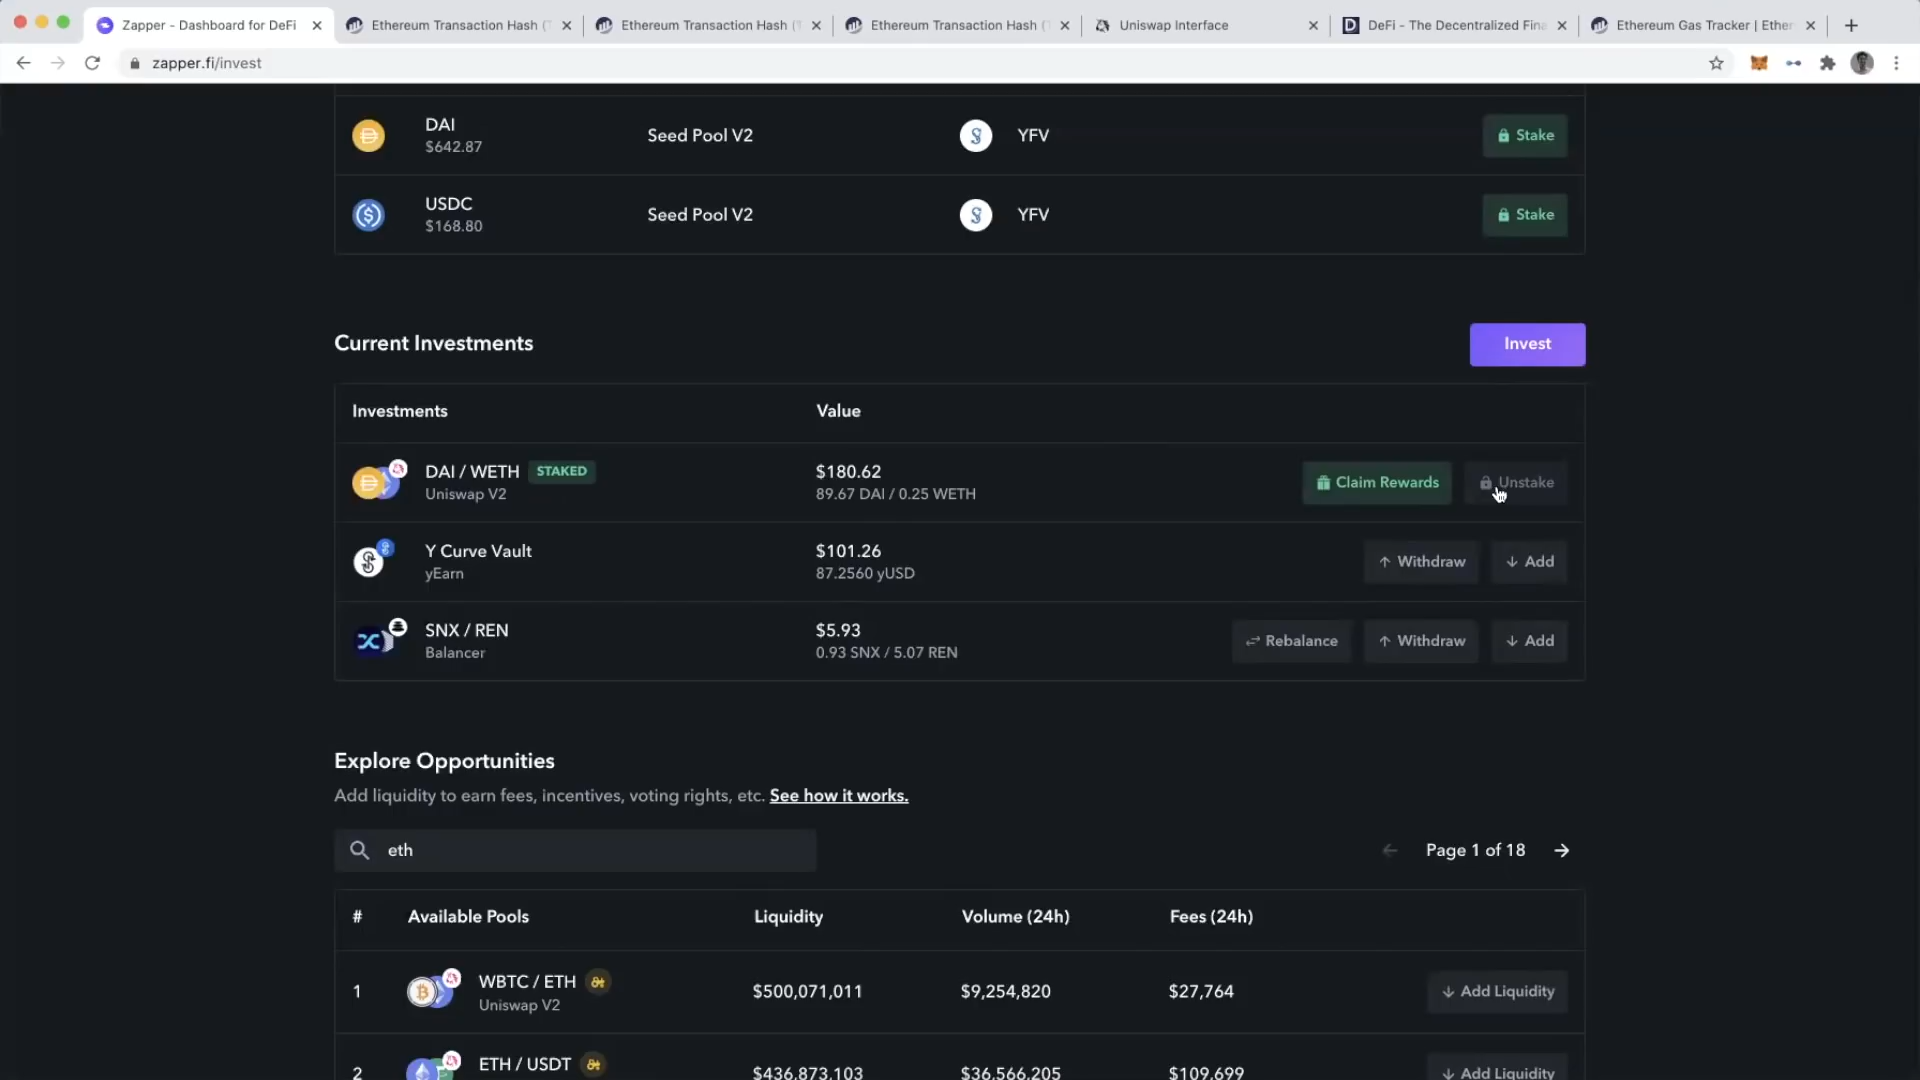 Zapper - Dashboard for DeFi
Ethereum Transaction Hash (T
Ethereum Transaction Hash (T
Ethereum Transaction Hash (T
Uniswap Interface
DeFi - The Decentralized Fina
Ethereum Gas Tracker | Ether
zapper.fi/invest
DAI
$642.87
Seed Pool V2
YFV
Stake
USDC
$168.80
Seed Pool V2
YFV
Stake
Current Investments
Invest
Investments
Value
DAI / WETH STAKED
Uniswap V2
$180.62
89.67 DAI / 0.25 WETH
Claim Rewards
Unstake
Y Curve Vault
yEarn
$101.26
87.2560 yUSD
Withdraw
Add
SNX / REN
Balancer
$5.93
0.93 SNX / 5.07 REN
Rebalance
Withdraw
Add
Explore Opportunities
Add liquidity to earn fees, incentives, voting rights, etc. See how it works.
eth
Page 1 of 18
#
Available Pools
Liquidity
Volume (24h)
Fees (24h)
1
WBTC / ETH
Uniswap V2
$500,071,011
$9,254,820
$27,764
Add Liquidity
2
ETH / USDT
$436,873,103
$36,566,205
$109,699
Add Liquidity